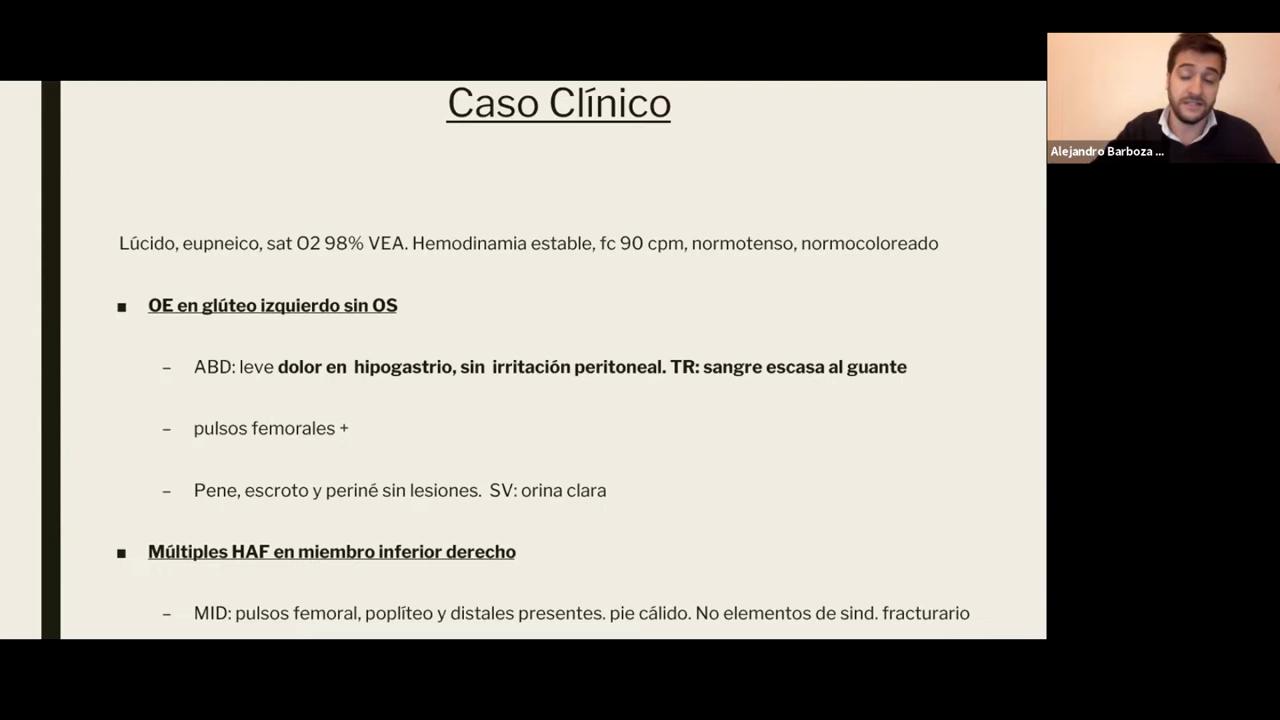 Caso Clínico
Alejandro Barboza ...
Lúcido, eupneico, sat O2 98% VEA. Hemodinamia estable, fc 90 cpm, normotenso, normocoloreado
■ OE en glúteo izquierdo sin OS
– ABD: leve dolor en hipogastrio, sin irritación peritoneal. TR: sangre escasa al guante
– pulsos femorales +
– Pene, escroto y periné sin lesiones. SV: orina clara
■ Múltiples HAF en miembro inferior derecho
– MID: pulsos femoral, poplíteo y distales presentes. pie cálido. No elementos de sind. fracturario